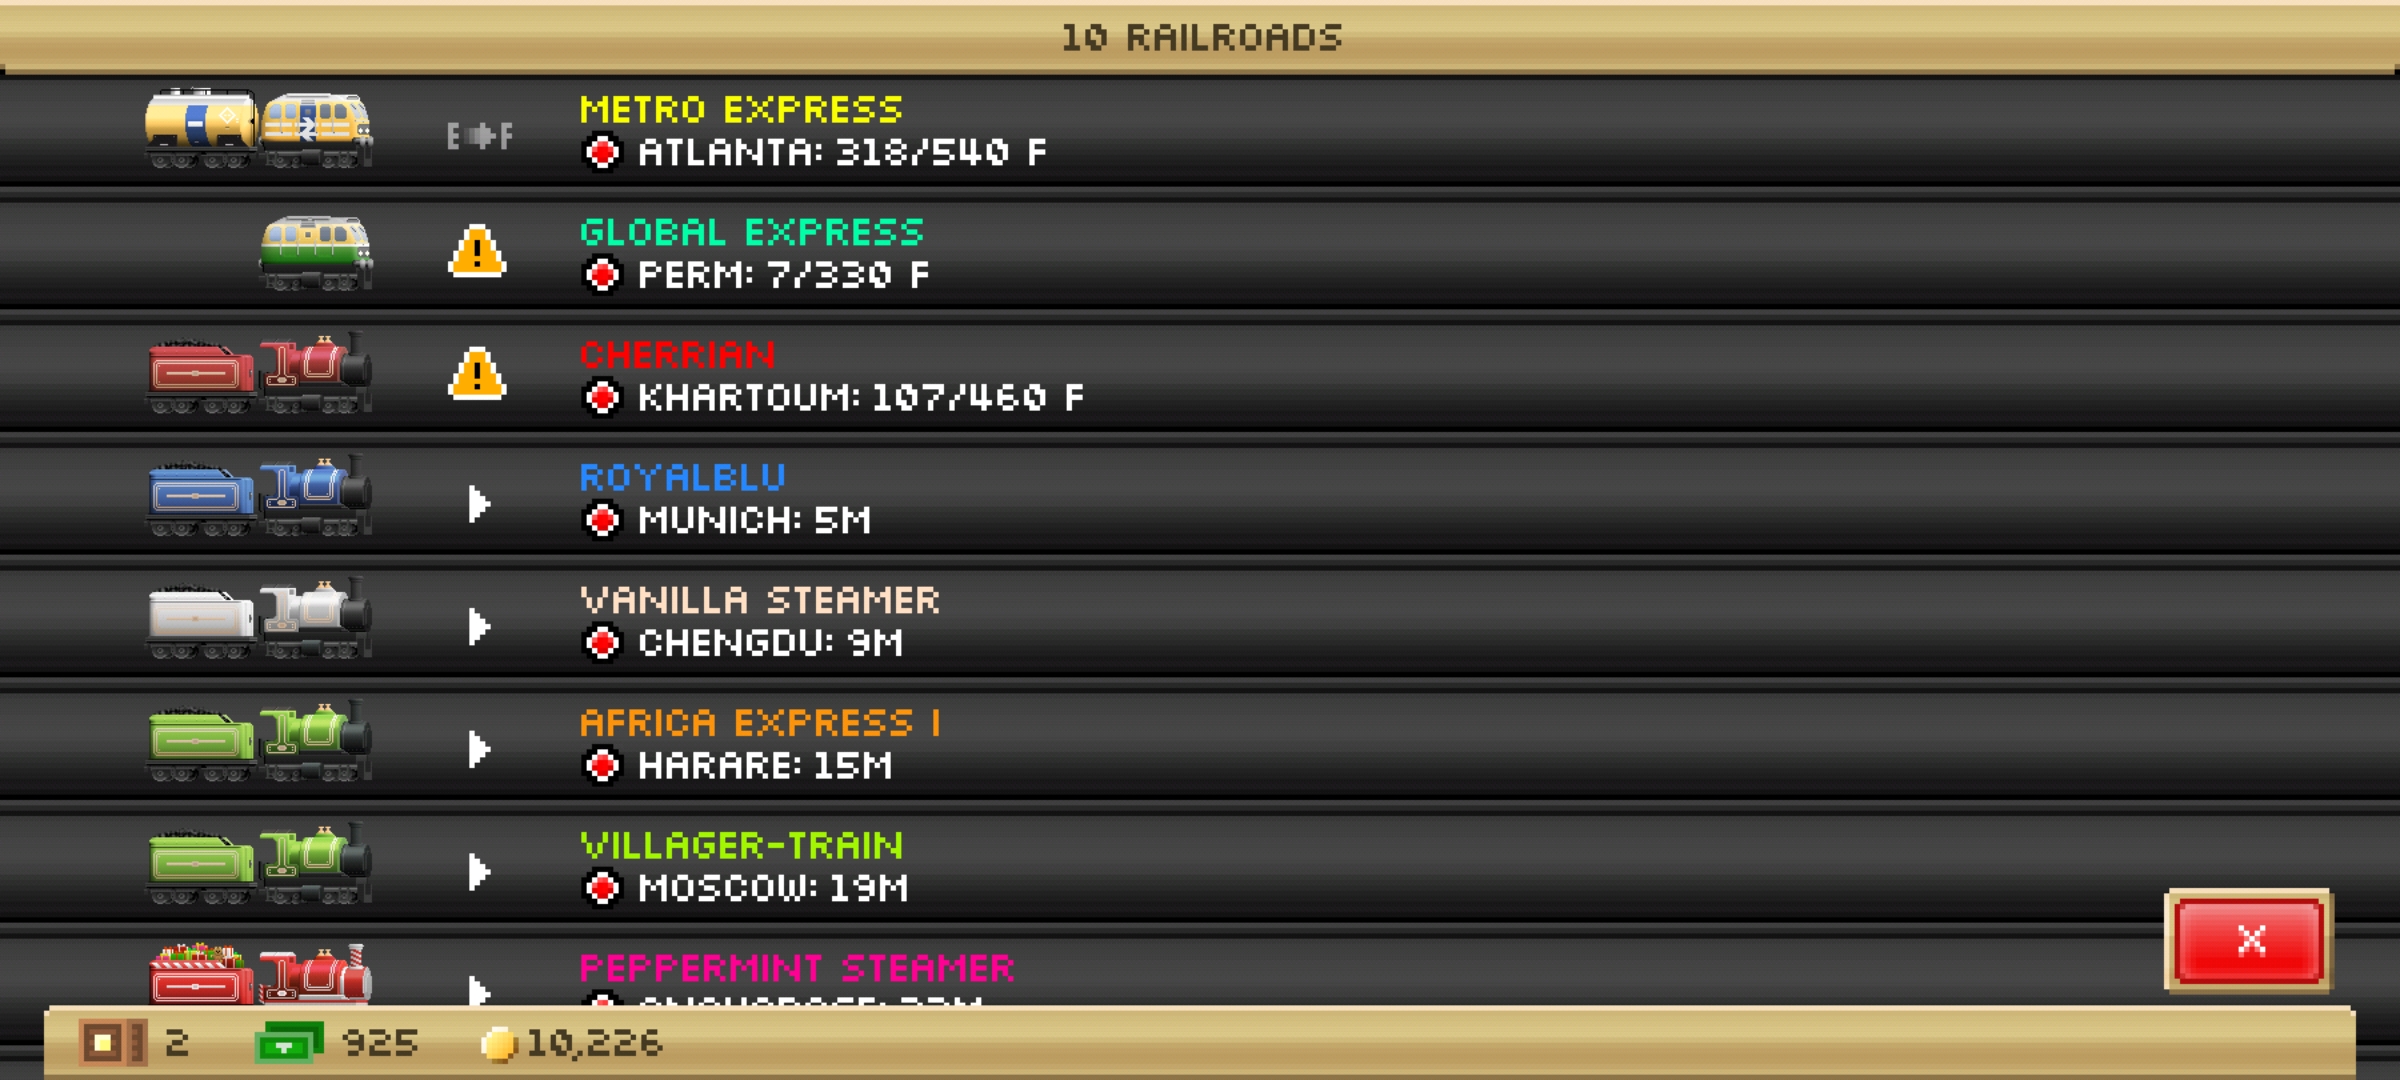 10 RAILROADS
E F
METRO EXPRESS
ATLANTA: 318/540 F
GLOBAL EXPRESS
PERM: 7/330 F
CHERRIAN
KHARTOUM: 107/460 F
ROYALBLU
MUNICH: 5M
VANILLA STEAMER
CHENGDU: 9M
AFRICA EXPRESS I
HARARE: 15M
VILLAGER-TRAIN
MOSCOW: 19M
PEPPERMINT STEAMER
X
2 925 10,226